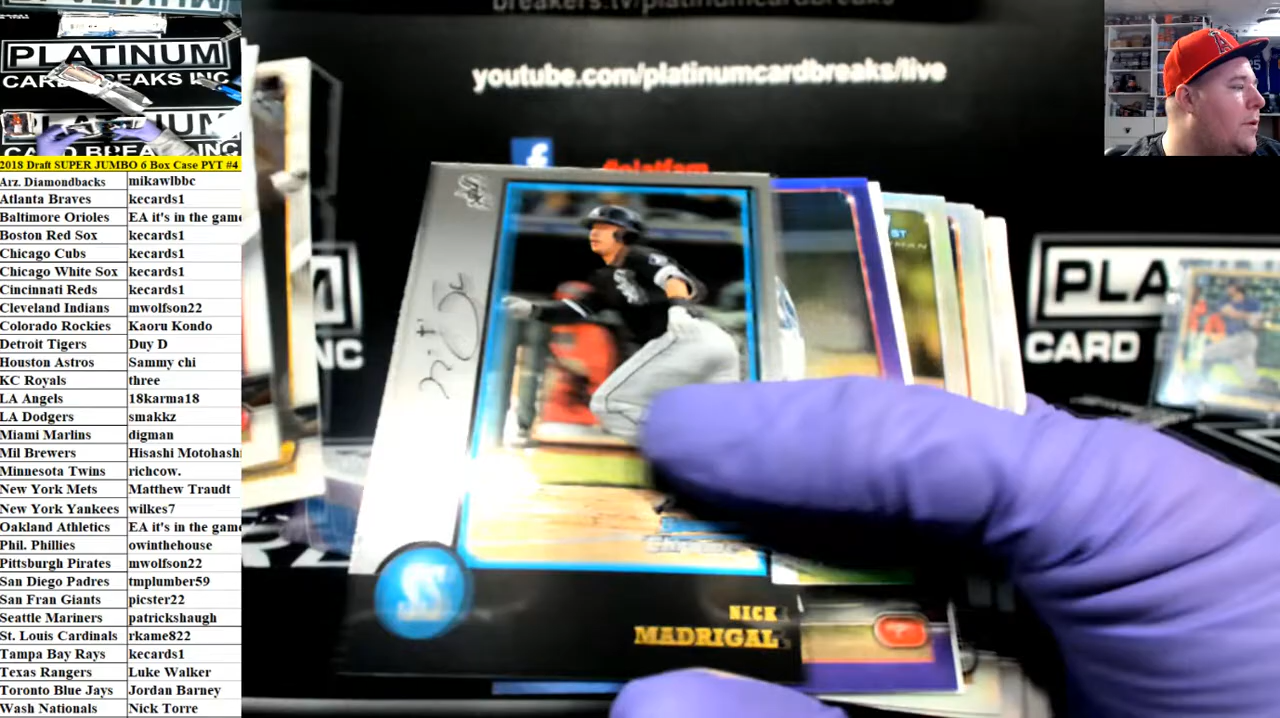 breakers.tv/platinumcardbreaks
youtube.com/platinumcardbreaks/live
PLATINUM
CARD BREAKS INC
2018 Draft SUPER JUMBO 6 Box Case PYT #4
Arz. Diamondbacks mikawlbbc
Atlanta Braves kecards1
Baltimore Orioles EA it's in the game
Boston Red Sox kecards1
Chicago Cubs kecards1
Chicago White Sox kecards1
Cincinnati Reds kecards1
Cleveland Indians mwolfson22
Colorado Rockies Kaoru Kondo
Detroit Tigers Duy D
Houston Astros Sammy chi
KC Royals three
LA Angels 18karma18
LA Dodgers smakkz
Miami Marlins digman
Mil Brewers Hisashi Motohashi
Minnesota Twins richcow.
New York Mets Matthew Traudt
New York Yankees wilkes7
Oakland Athletics EA it's in the game
Phil. Phillies owinthehouse
Pittsburgh Pirates mwolfson22
San Diego Padres tmplumber59
San Fran Giants picster22
Seattle Mariners patrickshaugh
St. Louis Cardinals rkame822
Tampa Bay Rays kecards1
Texas Rangers Luke Walker
Toronto Blue Jays Jordan Barney
Wash Nationals Nick Torre
#platfam
NICK
MADRIGAL
PLA
CARD B
NC